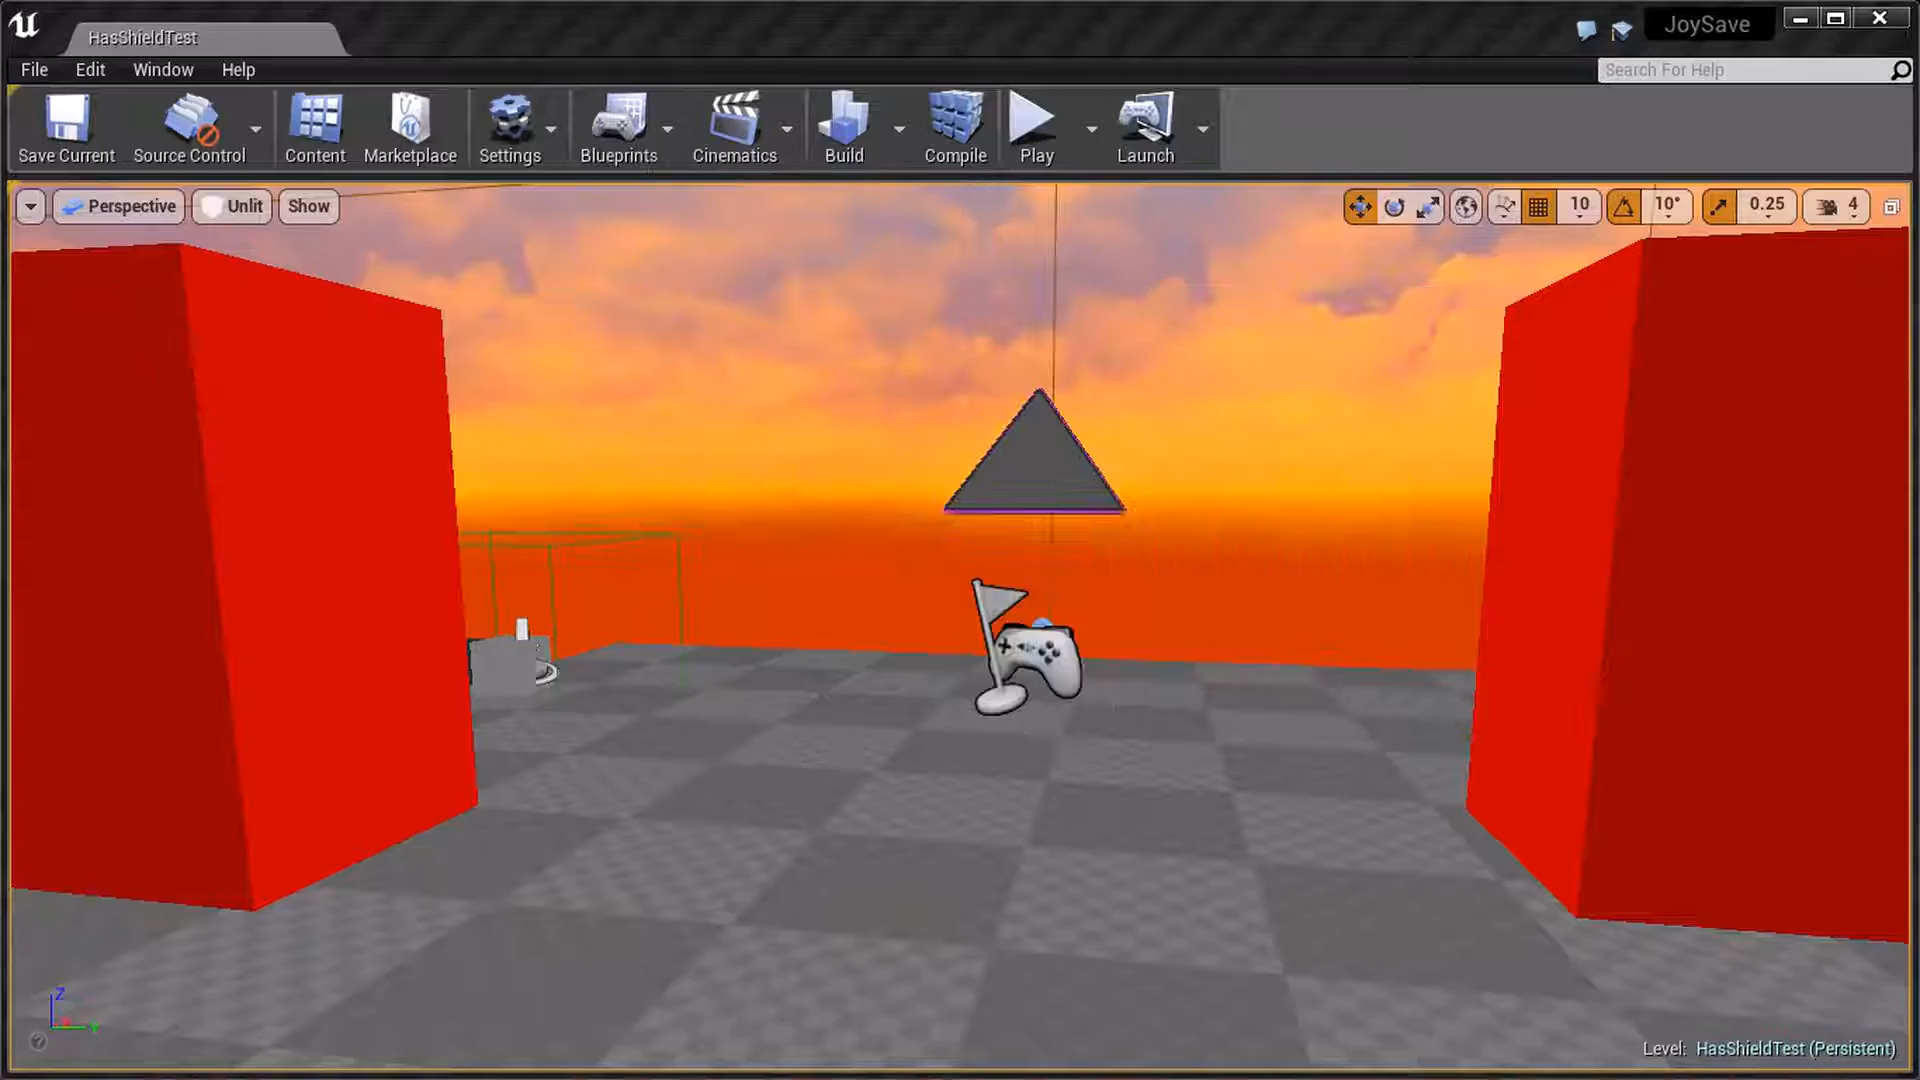 HasShieldTest
JoySave
File Edit Window Help
Search For Help
Save Current Source Control Content Marketplace Settings Blueprints Cinematics Build Compile Play Launch
Perspective Unlit Show 10 10° 0.25 4
Z
Y
Level: HasShieldTest (Persistent)